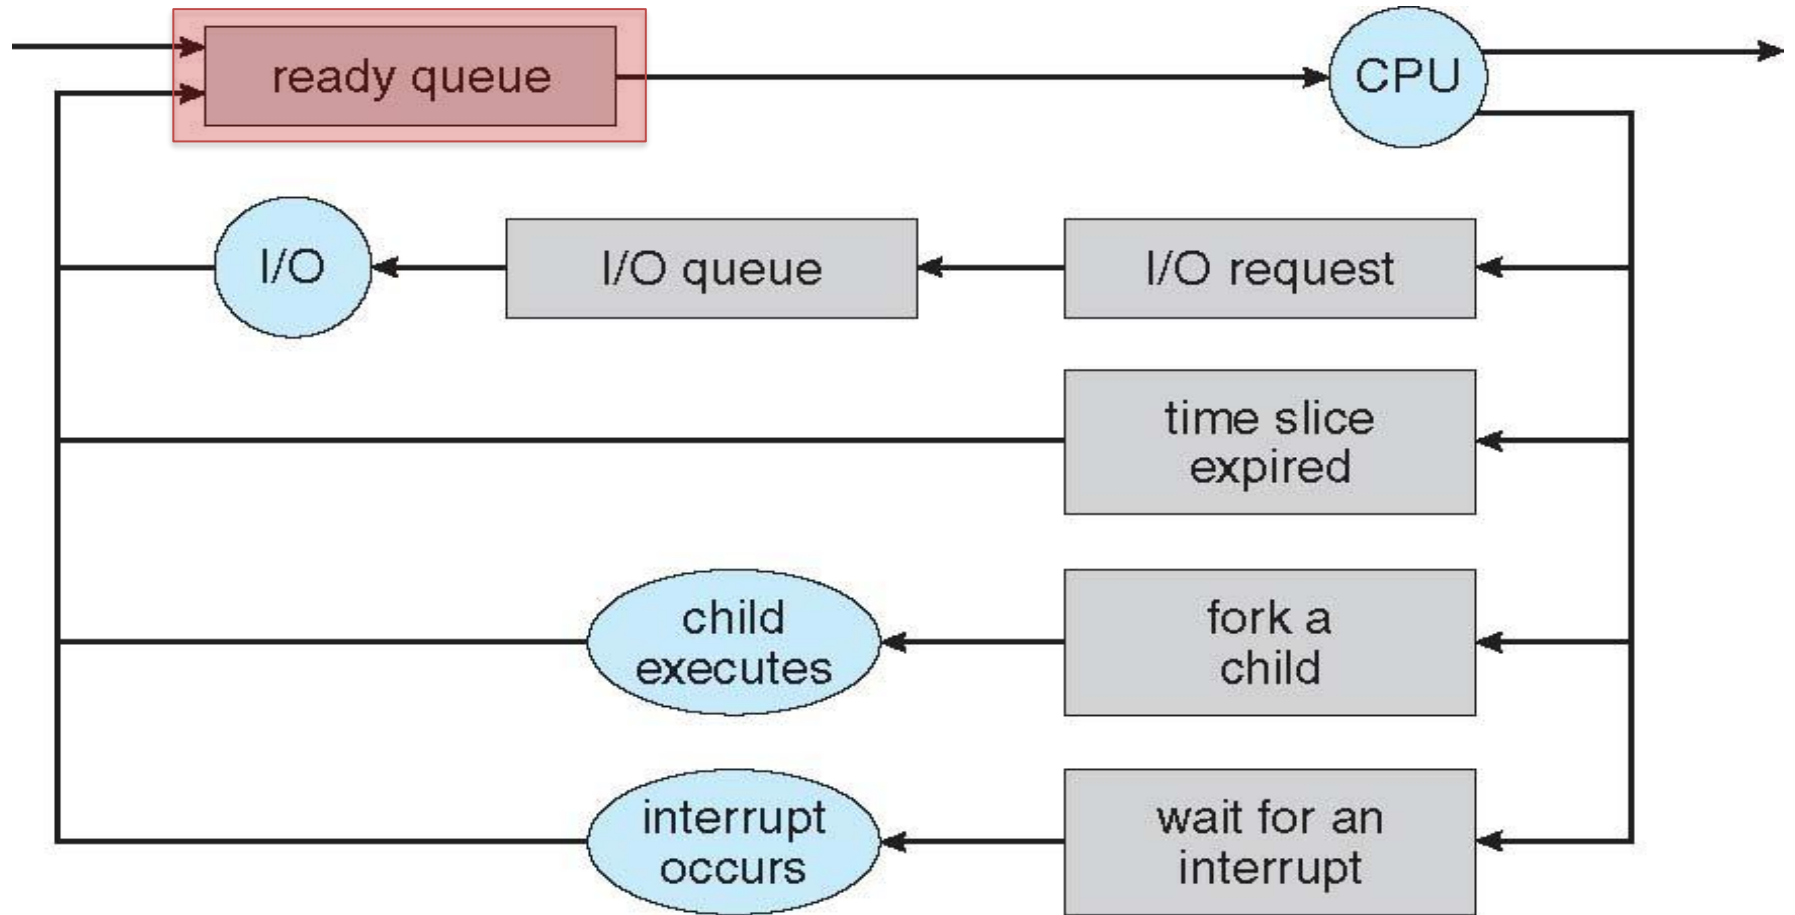 ready queue
CPU
I/O
I/O queue
I/O request
time slice
expired
child
executes
fork a
child
interrupt
occurs
wait for an
interrupt